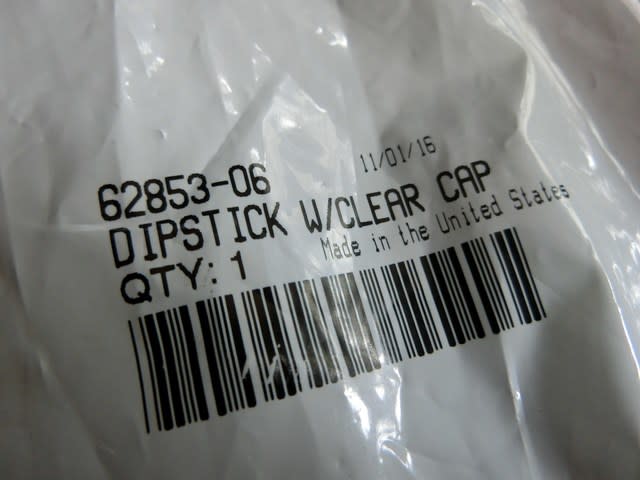 62853-06 11/01/16
DIPSTICK W/CLEAR CAP
QTY: 1 Made in the United States